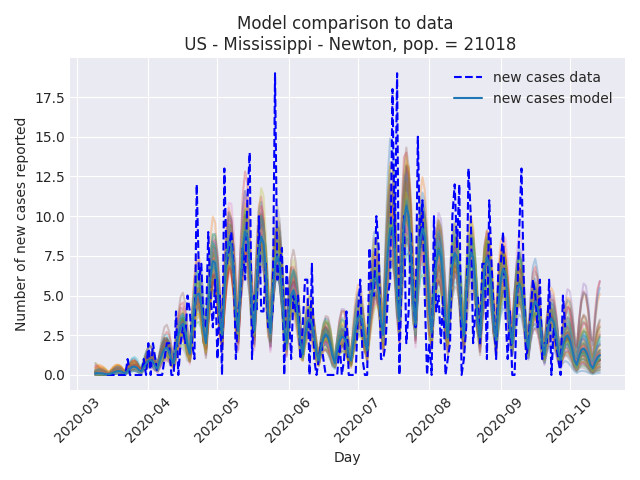 Model comparison to data
US - Mississippi - Newton, pop. = 21018
new cases data
new cases model
Number of new cases reported
17.5
15.0
12.5
10.0
7.5
5.0
2.5
0.0
2020-03
2020-04
2020-05
2020-06
2020-07
2020-08
2020-09
2020-10
Day